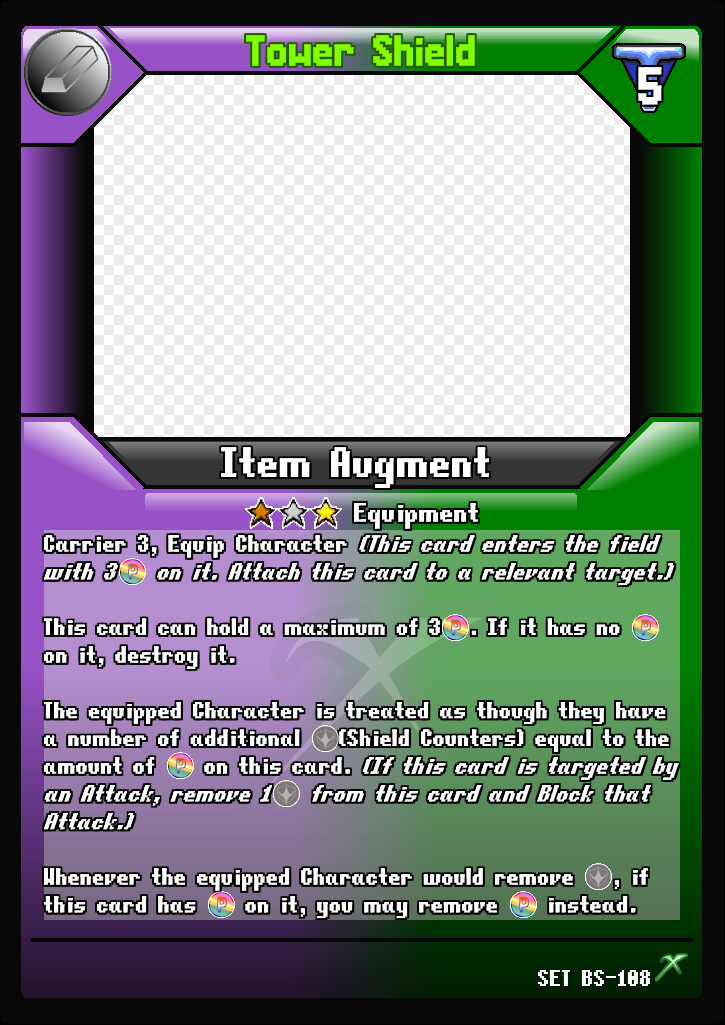 Tower Shield
5
Item Augment
Equipment
Carrier 3, Equip Character (This card enters the field
with 3 P on it. Attach this card to a relevant target.)
This card can hold a maximum of 3 P. If it has no P
on it, destroy it.
The equipped Character is treated as though they have
a number of additional (Shield Counters) equal to the
amount of P on this card. (If this card is targeted by
an Attack, remove 1 from this card and Block that
Attack.)
Whenever the equipped Character would remove , if
this card has P on it, you may remove P instead.
SET BS-108